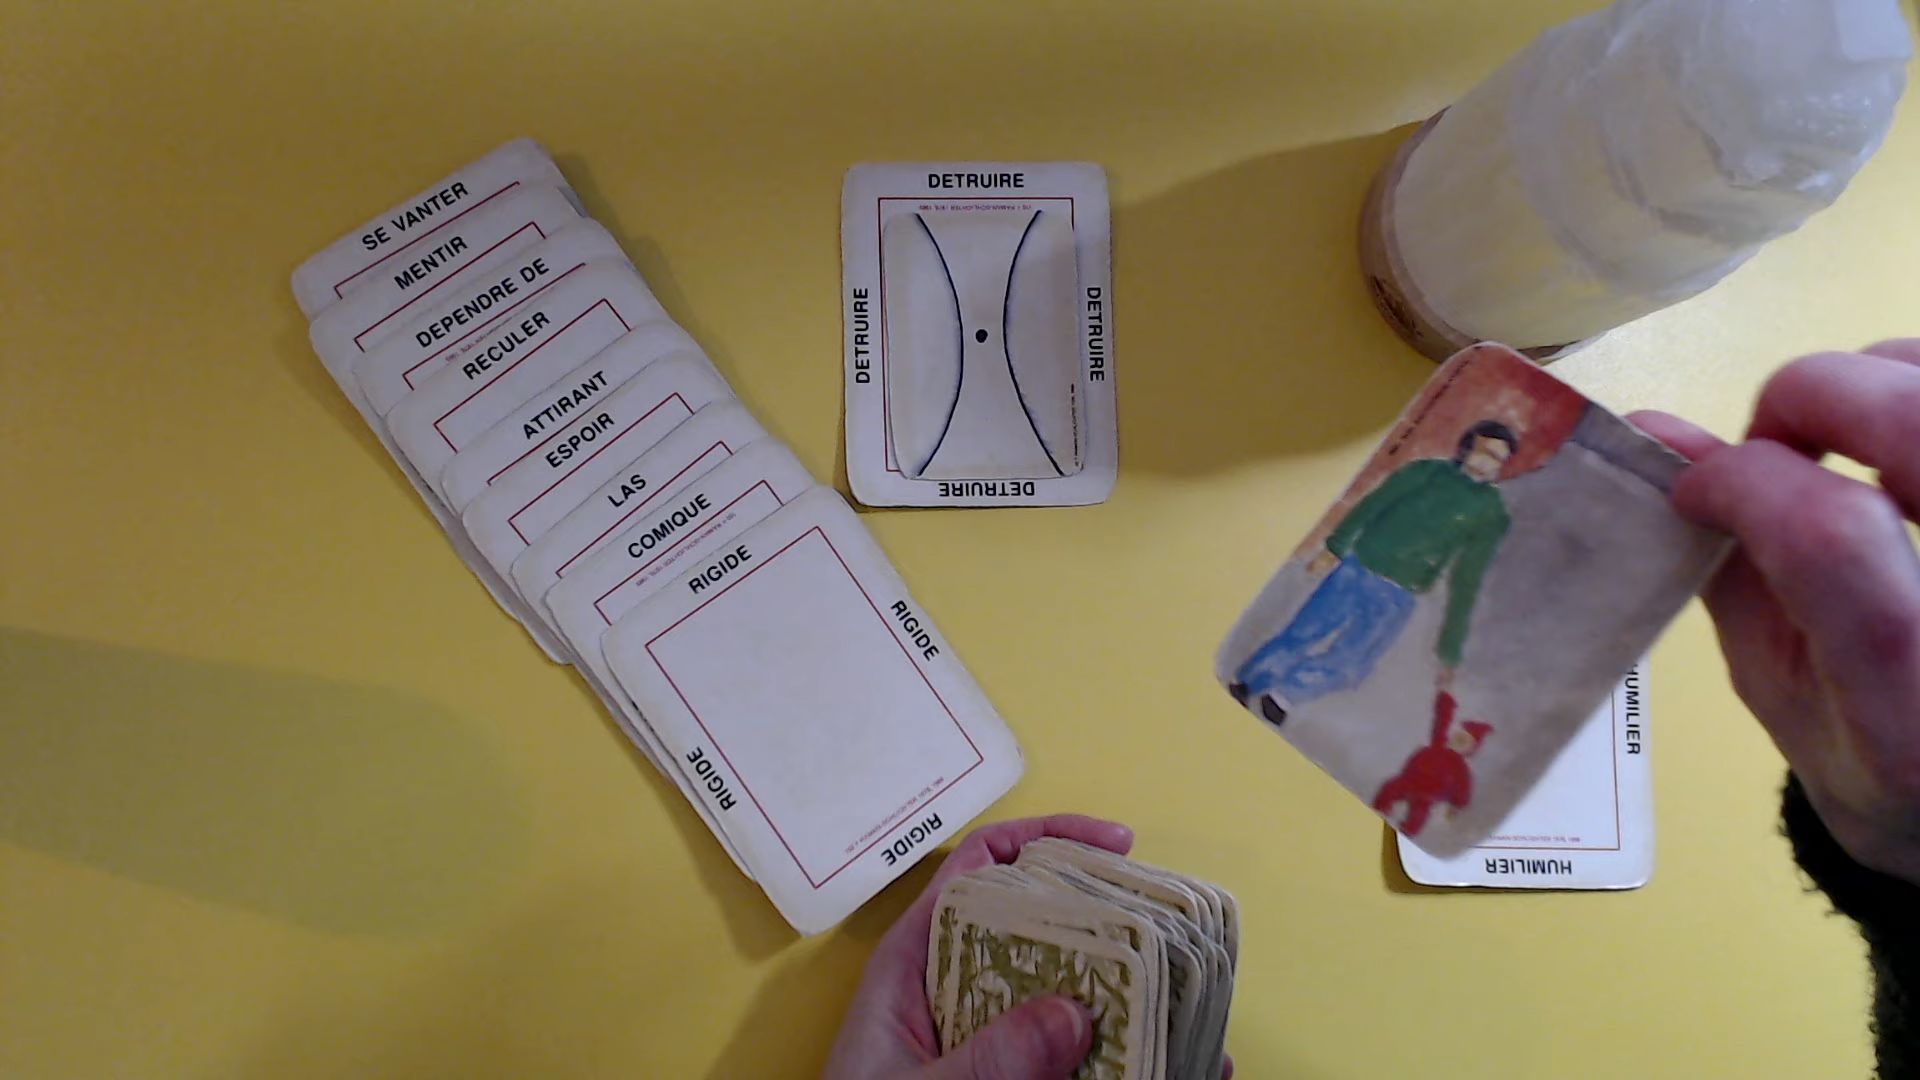 SE VANTER
MENTIR
DEPENDRE DE
RECULER
ATTIRANT
ESPOIR
LAS
COMIQUE
RIGIDE
RIGIDE
RIGIDE
RIGIDE
DETRUIRE
DETRUIRE
DETRUIRE
DETRUIRE
HUMILIER
HUMILIER